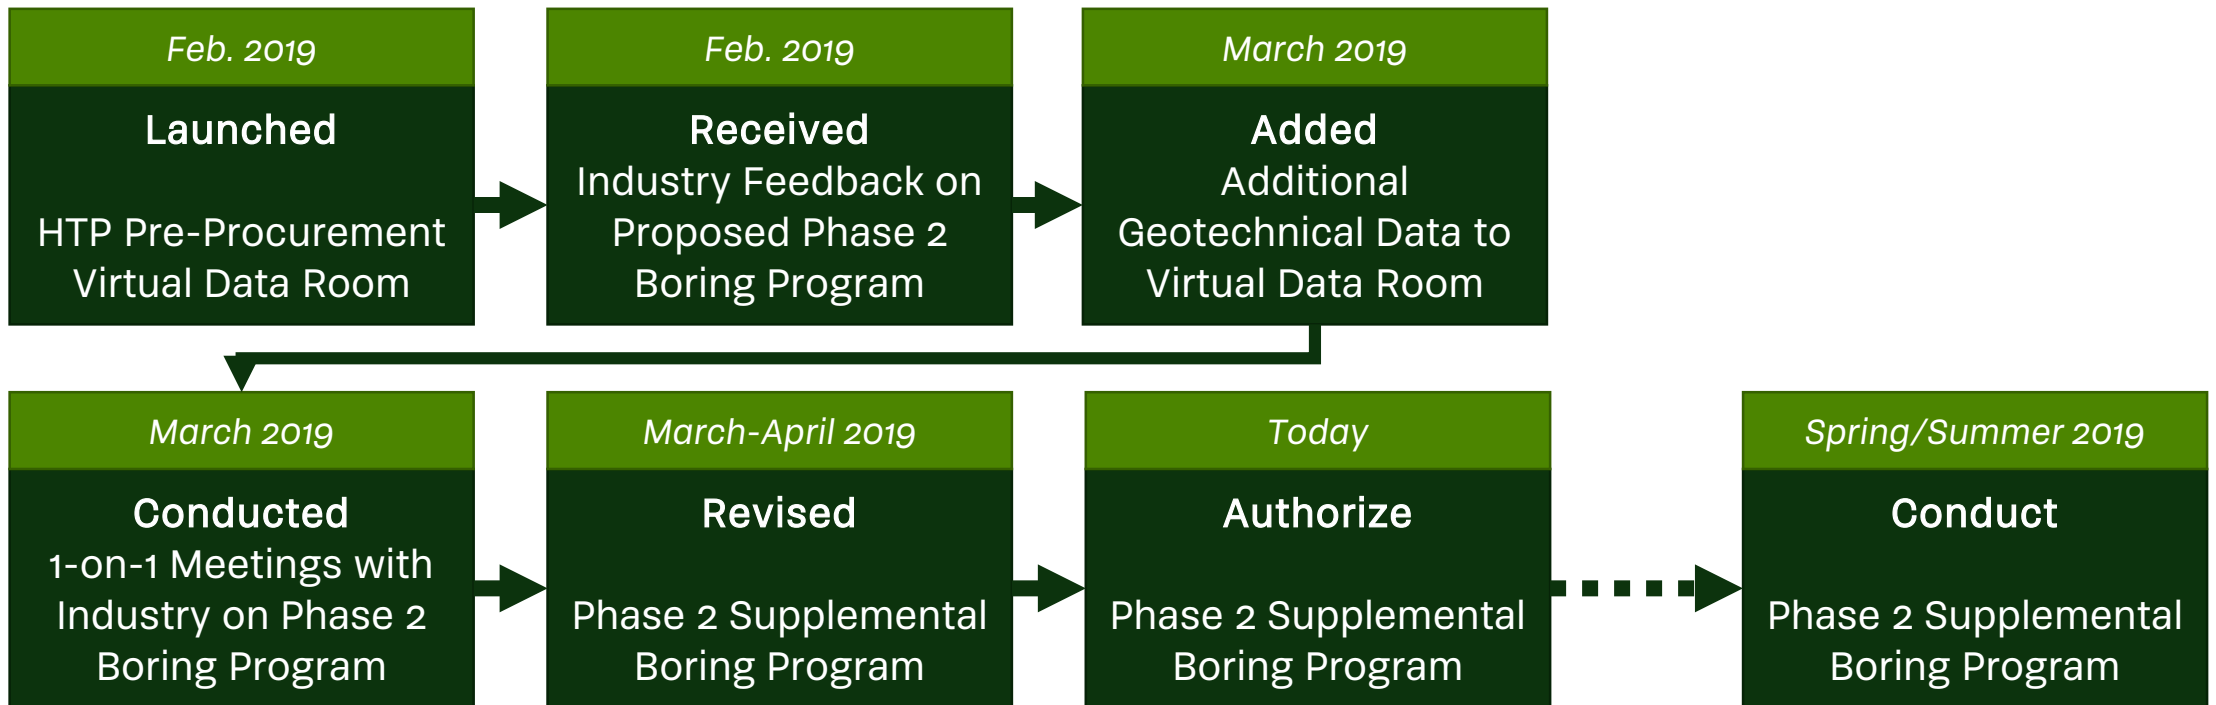 Feb. 2019
Launched
HTP Pre-Procurement
Virtual Data Room
Feb. 2019
Received
Industry Feedback on
Proposed Phase 2
Boring Program
March 2019
Added
Additional
Geotechnical Data to
Virtual Data Room
March 2019
Conducted
1-on-1 Meetings with
Industry on Phase 2
Boring Program
March-April 2019
Revised
Phase 2 Supplemental
Boring Program
Today
Authorize
Phase 2 Supplemental
Boring Program
Spring/Summer 2019
Conduct
Phase 2 Supplemental
Boring Program